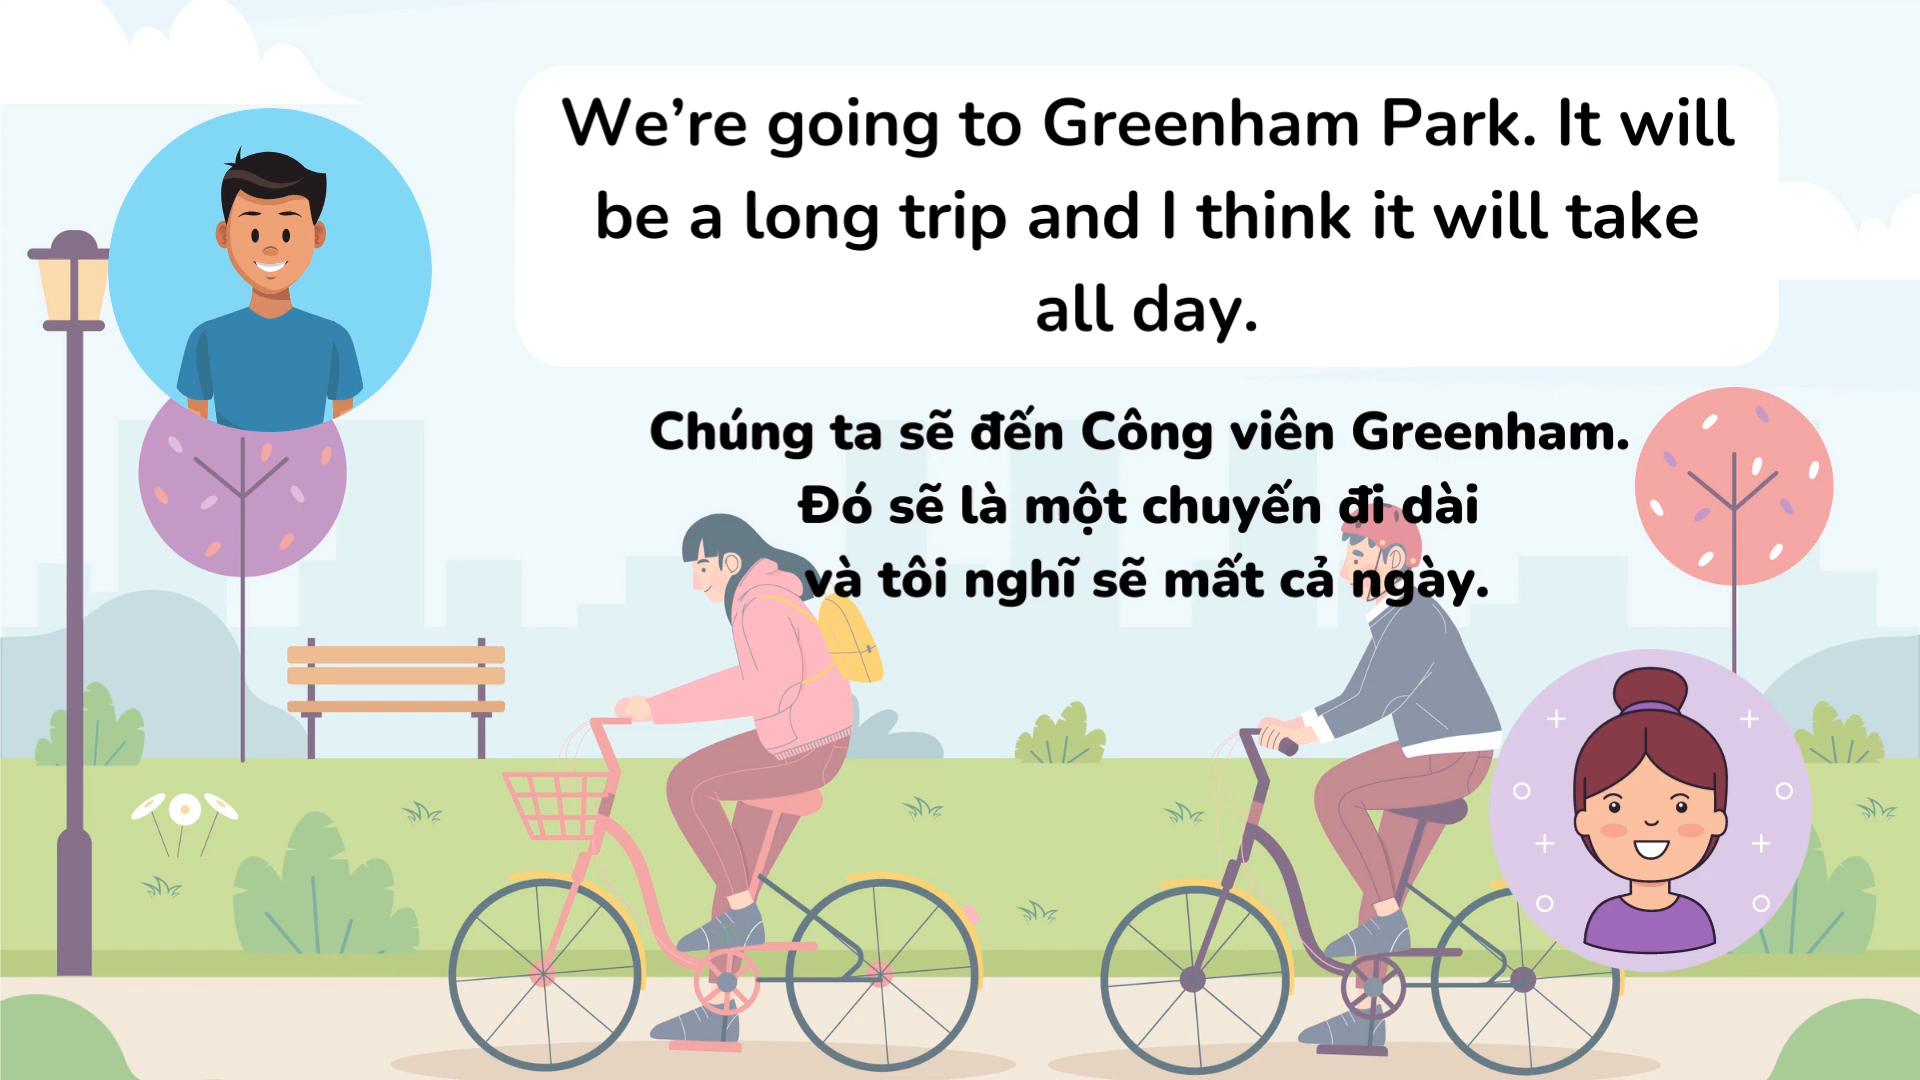 We’re going to Greenham Park. It will
be a long trip and I think it will take
all day.
Chúng ta sẽ đến Công viên Greenham.
Đó sẽ là một chuyến đi dài
và tôi nghĩ sẽ mất cả ngày.